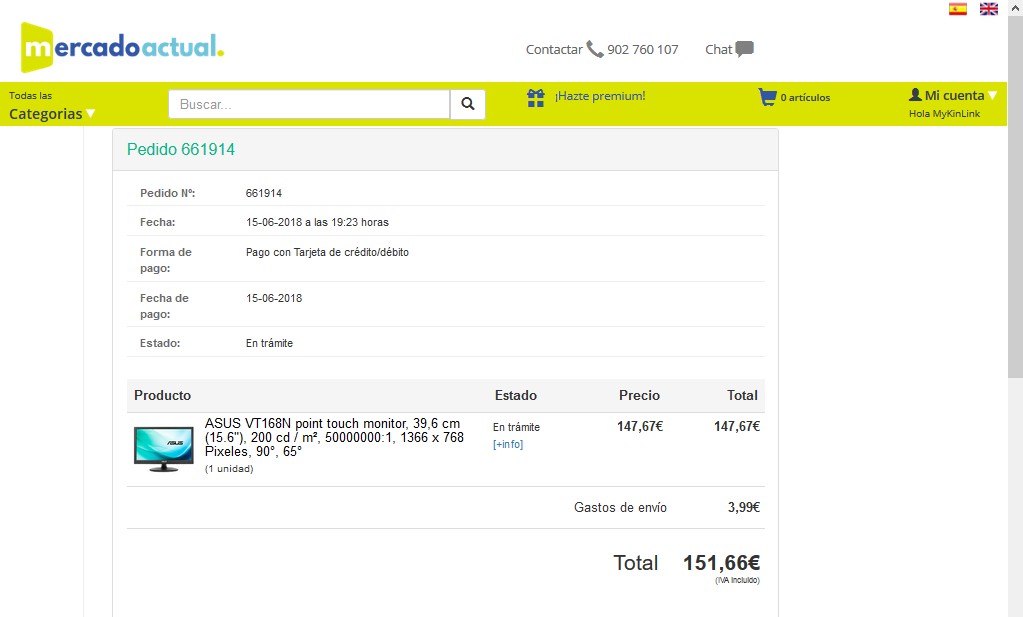 mercadoactual.
Contactar 902 760 107 Chat
Todas las
Categorias
Buscar...
¡Hazte premium!
0 artículos
Mi cuenta
Hola MyKinLink
Pedido 661914
Pedido Nº: 661914
Fecha: 15-06-2018 a las 19:23 horas
Forma de pago: Pago con Tarjeta de crédito/débito
Fecha de pago: 15-06-2018
Estado: En trámite
Producto Estado Precio Total
ASUS VT168N point touch monitor, 39,6 cm
(15.6"), 200 cd / m², 50000000:1, 1366 x 768
Pixeles, 90°, 65°
(1 unidad)
En trámite
[+info]
147,67€ 147,67€
Gastos de envío 3,99€
Total 151,66€
(IVA Incluido)